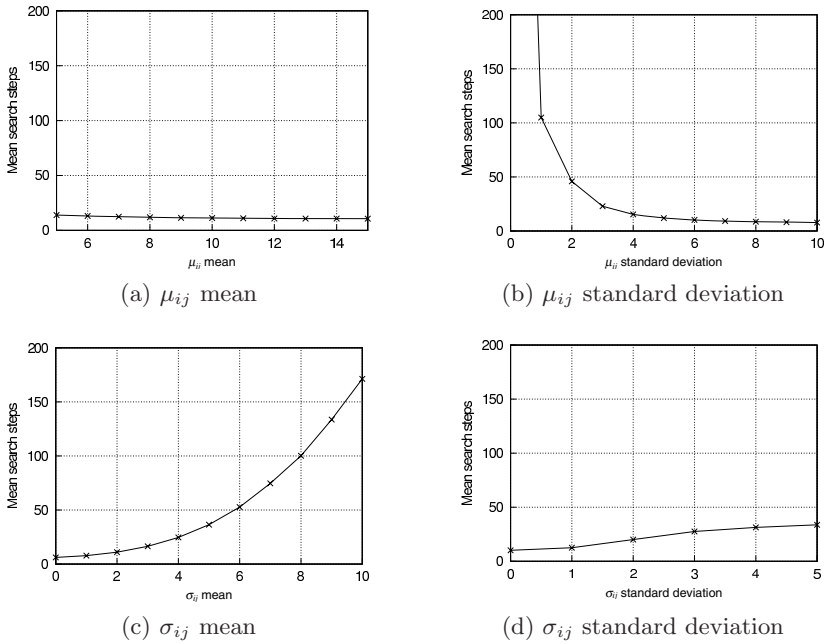 200
150
100
50
0
Mean search steps
6 8 10 12 14
μii mean
(a) μij mean
200
150
100
50
0
Mean search steps
0 2 4 6 8 10
μii standard deviation
(b) μij standard deviation
200
150
100
50
0
Mean search steps
0 2 4 6 8 10
σij mean
(c) σij mean
200
150
100
50
0
Mean search steps
0 1 2 3 4 5
σij standard deviation
(d) σij standard deviation